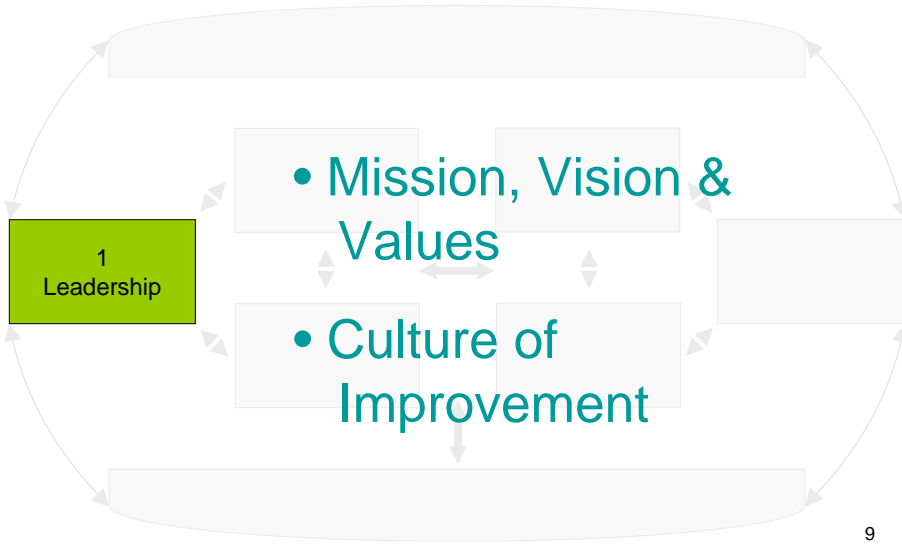 • Mission, Vision &
Values
1
Leadership
• Culture of
Improvement
9